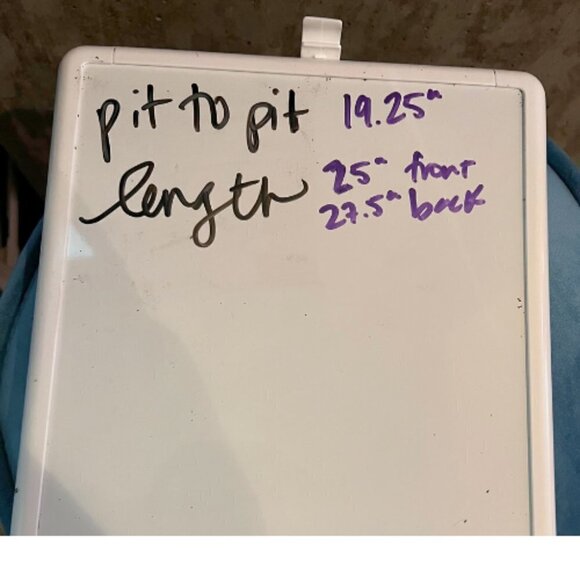 pit to pit 19.25"
length 25" front
27.5" back